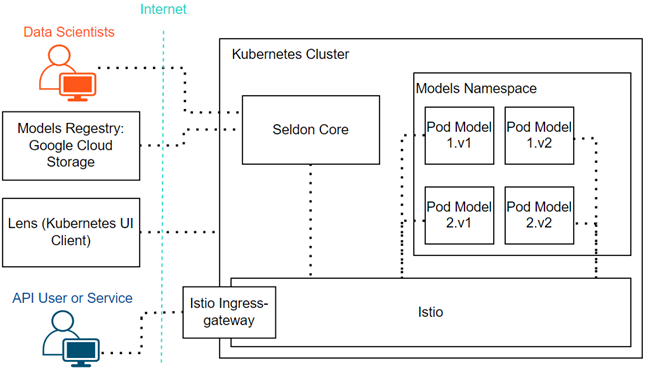 Internet
Data Scientists
Kubernetes Cluster
Models Regestry:
Google Cloud
Storage
Seldon Core
Models Namespace
Pod Model
1.v1
Pod Model
1.v2
Pod Model
2.v1
Pod Model
2.v2
Lens (Kubernetes UI
Client)
API User or Service
Istio Ingress-
gateway
Istio